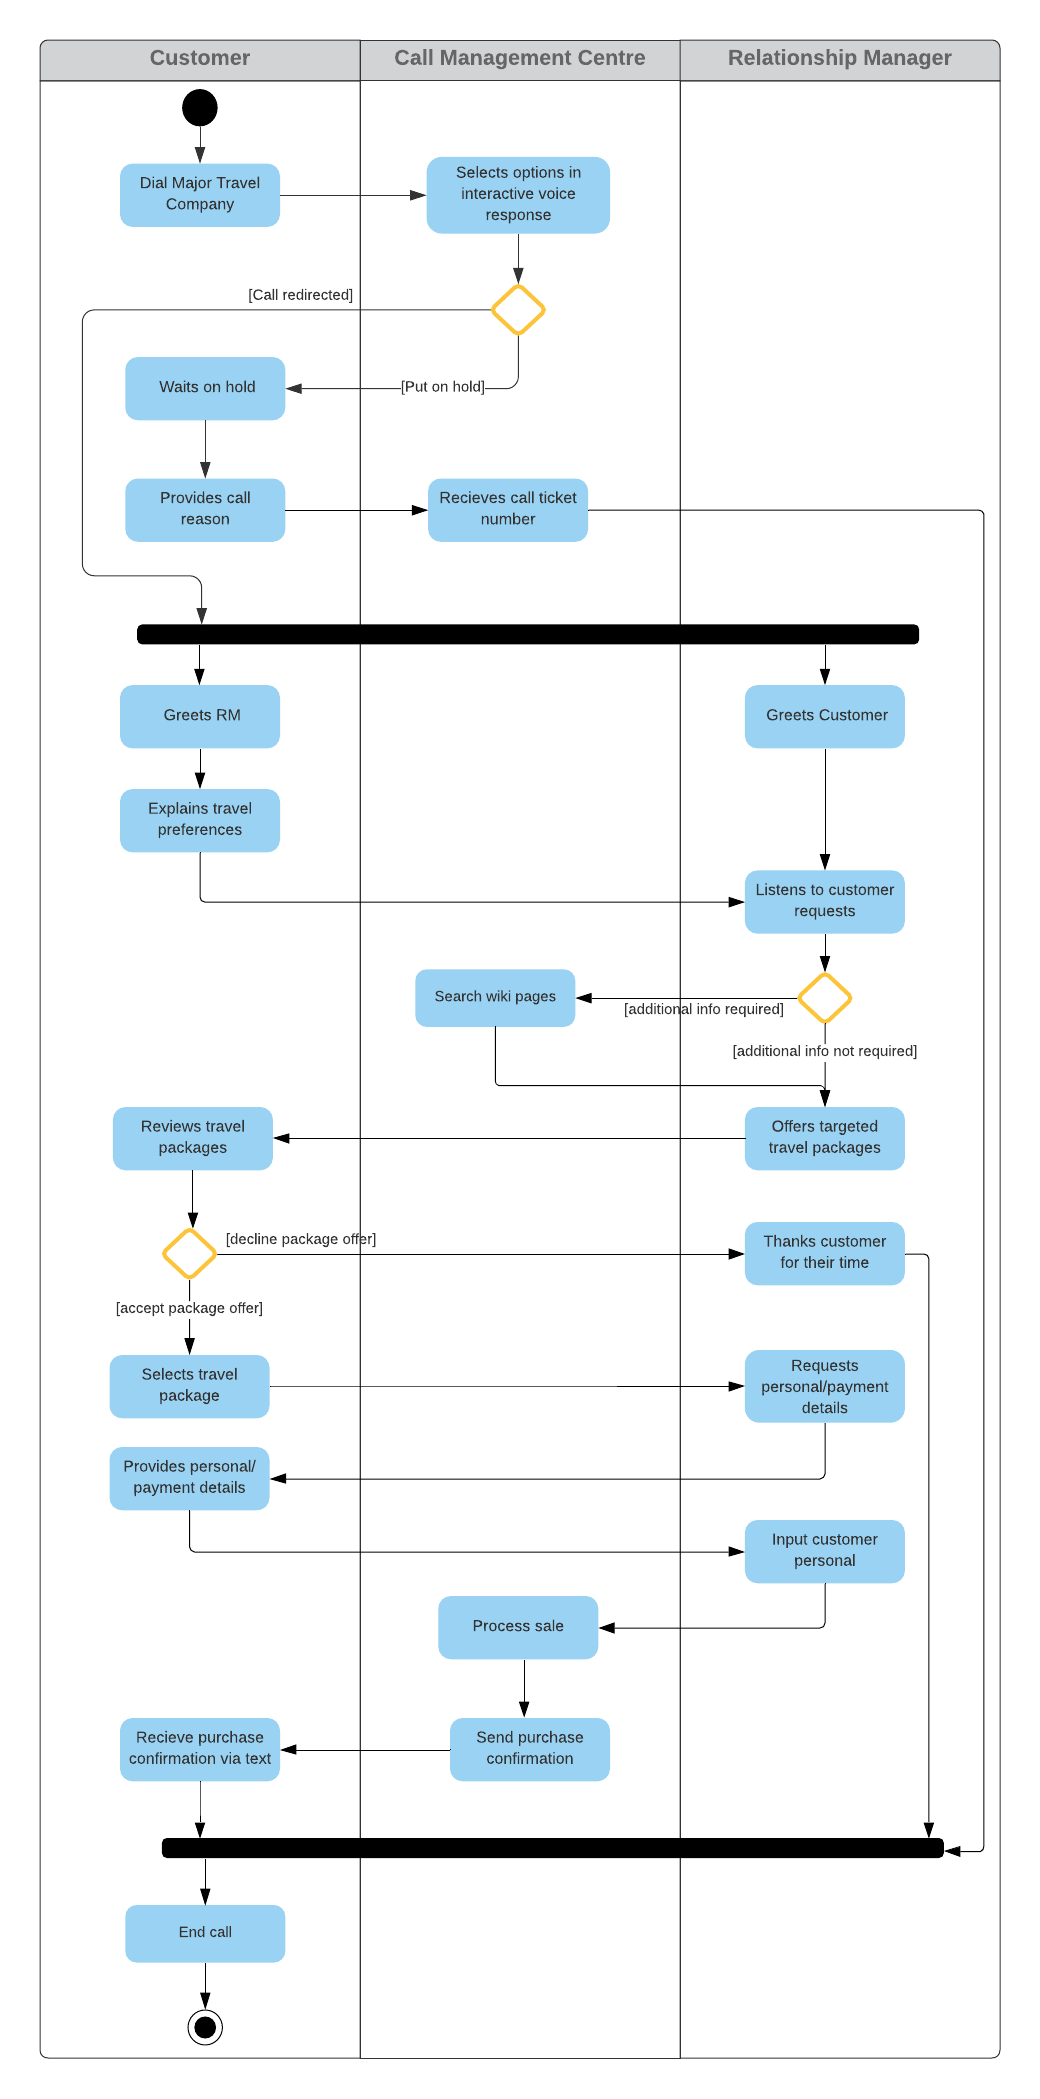 Customer
Call Management Centre
Relationship Manager
Dial Major Travel
Company
Selects options in
interactive voice
response
[Call redirected]
Waits on hold
[Put on hold]
Provides call
reason
Recieves call ticket
number
Greets RM
Greets Customer
Explains travel
preferences
Listens to customer
requests
Search wiki pages
[additional info required]
[additional info not required]
Reviews travel
packages
Offers targeted
travel packages
[decline package offer]
Thanks customer
for their time
[accept package offer]
Selects travel
package
Requests
personal/payment
details
Provides personal/
payment details
Input customer
personal
Process sale
Recieve purchase
confirmation via text
Send purchase
confirmation
End call